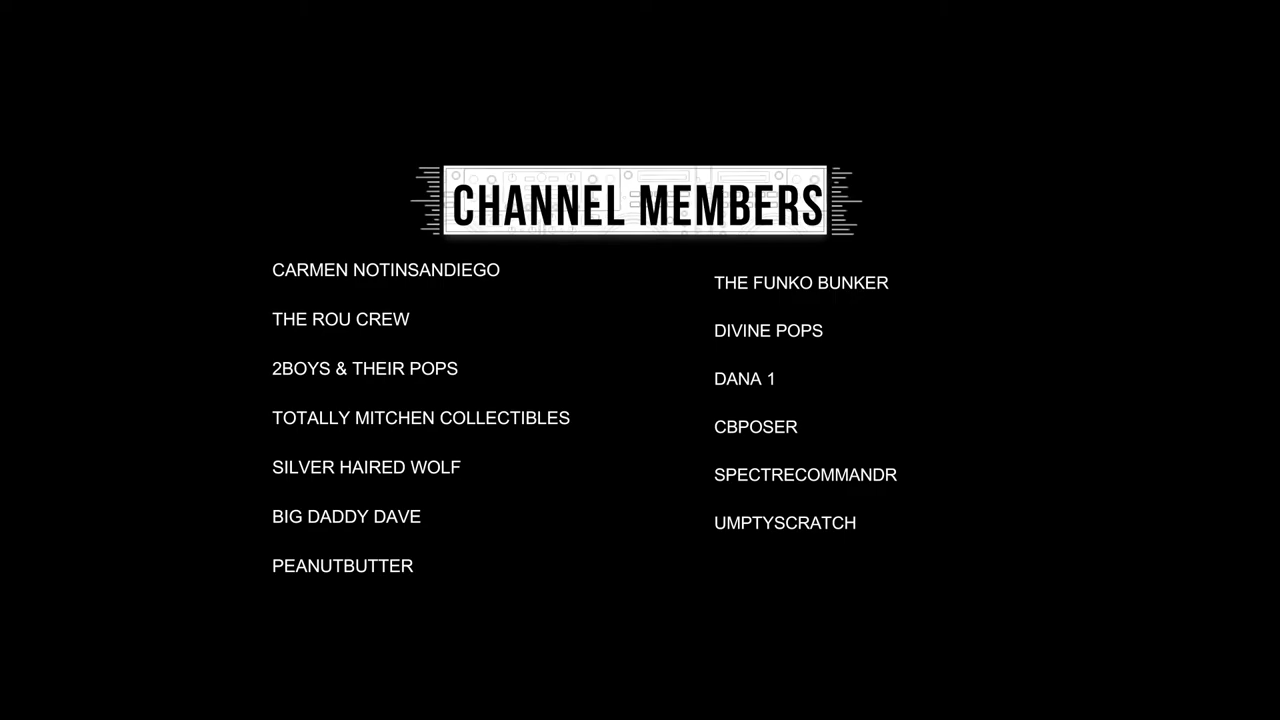 CHANNEL MEMBERS
CARMEN NOTINSANDIEGO
THE ROU CREW
2BOYS & THEIR POPS
TOTALLY MITCHEN COLLECTIBLES
SILVER HAIRED WOLF
BIG DADDY DAVE
PEANUTBUTTER
THE FUNKO BUNKER
DIVINE POPS
DANA 1
CBPOSER
SPECTRECOMMANDR
UMPTYSCRATCH